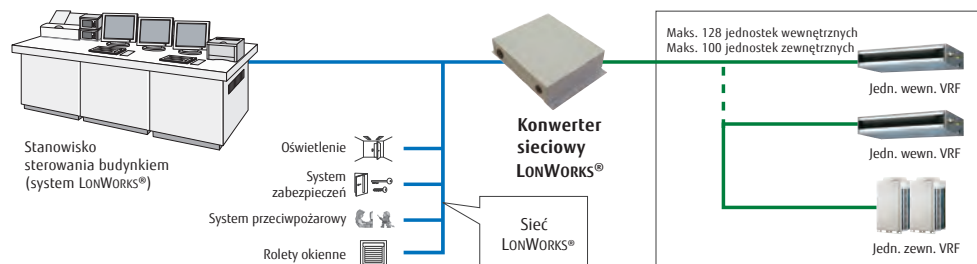 Maks. 128 jednostek wewnętrznych
Maks. 100 jednostek zewnętrznych
Jedn. wewn. VRF
Stanowisko
sterowania budynkiem
(system LONWORKS®)
Konwerter
sieciowy
LONWORKS®
Oświetlenie
System
zabezpieczeń
System przeciwpożarowy
Rolety okienne
Sieć
LONWORKS®
Jedn. wewn. VRF
Jedn. zewn. VRF